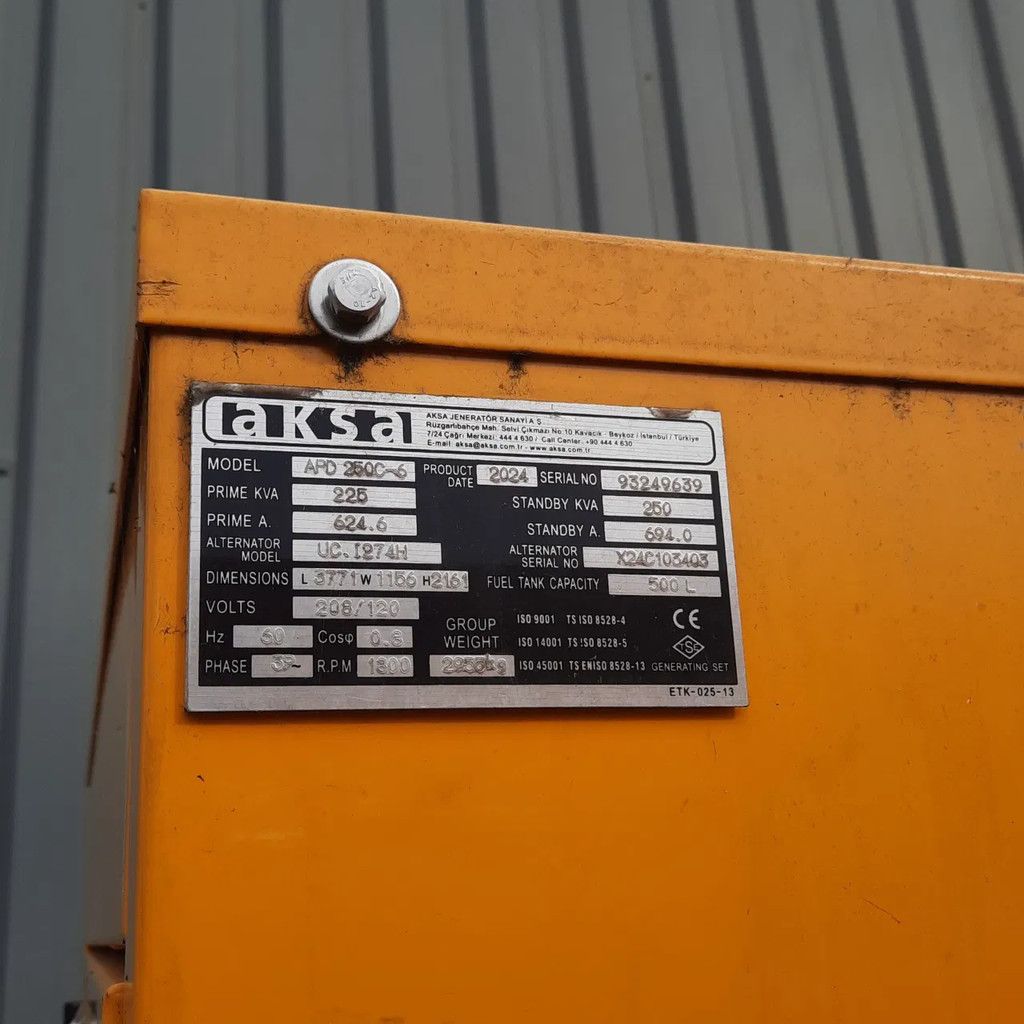 aksa
AKSA JENERATÖR SANAYİ A.Ş.
Rüzgarlıbahçe Mah. Selvi Çıkmazı No:10 Kavacık - Beykoz / İstanbul / Türkiye
7/24 Çağrı Merkezi: 444 4 630 / Call Center: +90 444 4 630
E-mail: aksa@aksa.com.tr - www.aksa.com.tr
MODEL APD 250C-6 PRODUCT DATE 2024 SERIAL NO 93249639
PRIME KVA 225 STANDBY KVA 250
PRIME A. 624.6 STANDBY A. 694.0
ALTERNATOR MODEL UC.I274H ALTERNATOR SERIAL NO X24C103403
DIMENSIONS L 3771 W 1156 H 2161 FUEL TANK CAPACITY 500 L
VOLTS 208/120
Hz 60 Cosφ 0.8 GROUP WEIGHT
PHASE 3~ R.P.M 1800
ISO 9001 TS ISO 8528-4 CE
ISO 14001 TS ISO 8528-5 TSE
ISO 45001 TS EN ISO 8528-13 GENERATING SET
ETK-025-13